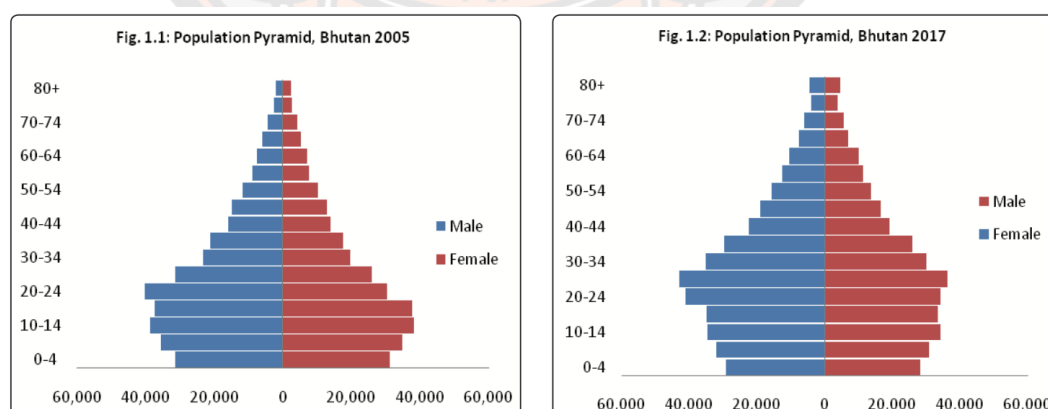 Fig. 1.1: Population Pyramid, Bhutan 2005
80+
70-74
60-64
50-54
40-44
30-34
20-24
10-14
0-4
Male
Female
60,000 40,000 20,000 0 20,000 40,000 60,000
Fig. 1.2: Population Pyramid, Bhutan 2017
80+
70-74
60-64
50-54
40-44
30-34
20-24
10-14
0-4
Male
Female
60,000 40,000 20,000 0 20,000 40,000 60,000